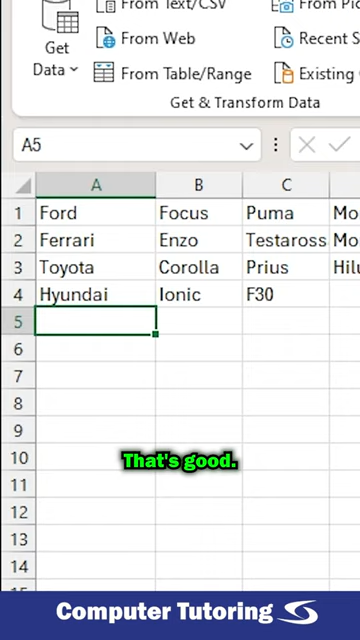 From Text/CSV
From Pic
Get
Data
From Web
Recent S
From Table/Range
Existing
Get & Transform Data
A5
A B C
1 Ford Focus Puma Mo
2 Ferrari Enzo Testaross Mo
3 Toyota Corolla Prius Hilu
4 Hyundai Ionic F30
5
6
7
8
9
10
That's good.
11
12
13
14
15
Computer Tutoring